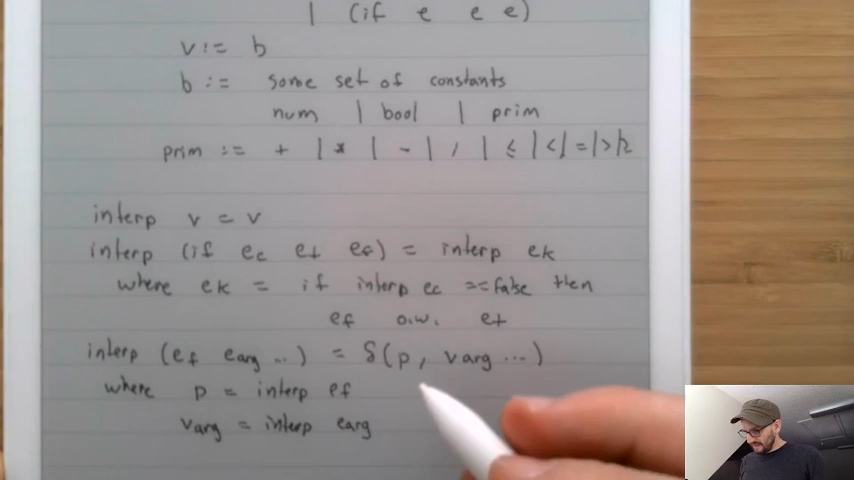 | (if e e e)
v := b
b := some set of constants
num | bool | prim
prim := + | * | - | / | ≤ | < | = | > | ≥
interp v = v
interp (if ec et ef) = interp ek
where ek = if interp ec == false then
ef o.w. et
interp (ef earg ...) = δ(p, varg ...)
where p = interp ef
varg = interp earg